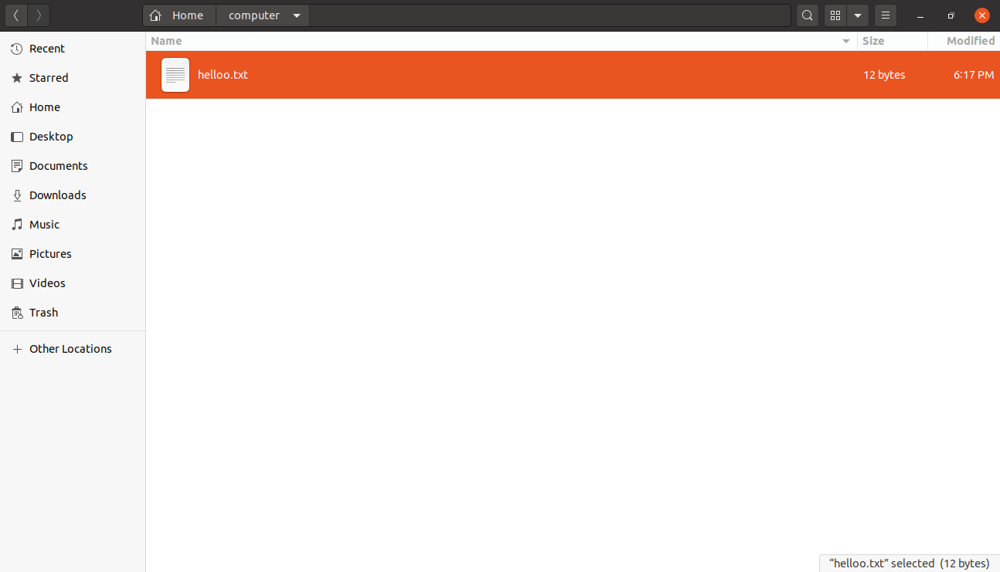 Home computer
Name Size Modified
helloo.txt 12 bytes 6:17 PM
Recent
Starred
Home
Desktop
Documents
Downloads
Music
Pictures
Videos
Trash
Other Locations
“helloo.txt” selected (12 bytes)